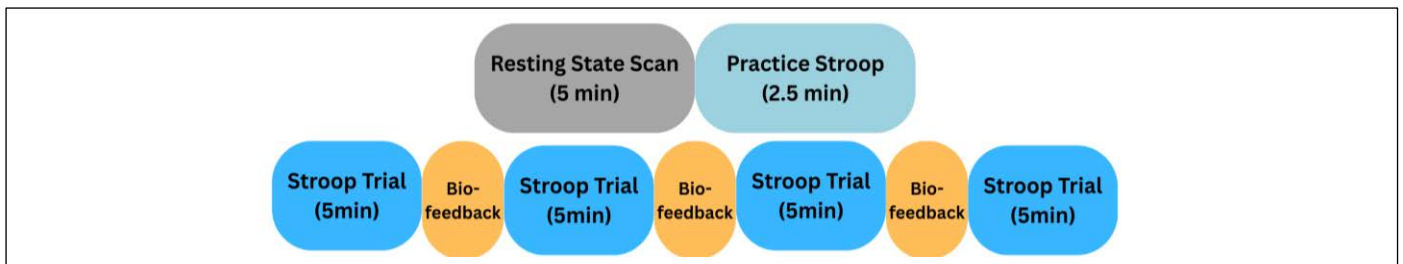 Resting State Scan
(5 min)
Practice Stroop
(2.5 min)
Stroop Trial
(5min)
Bio-
feedback
Stroop Trial
(5min)
Bio-
feedback
Stroop Trial
(5min)
Bio-
feedback
Stroop Trial
(5min)